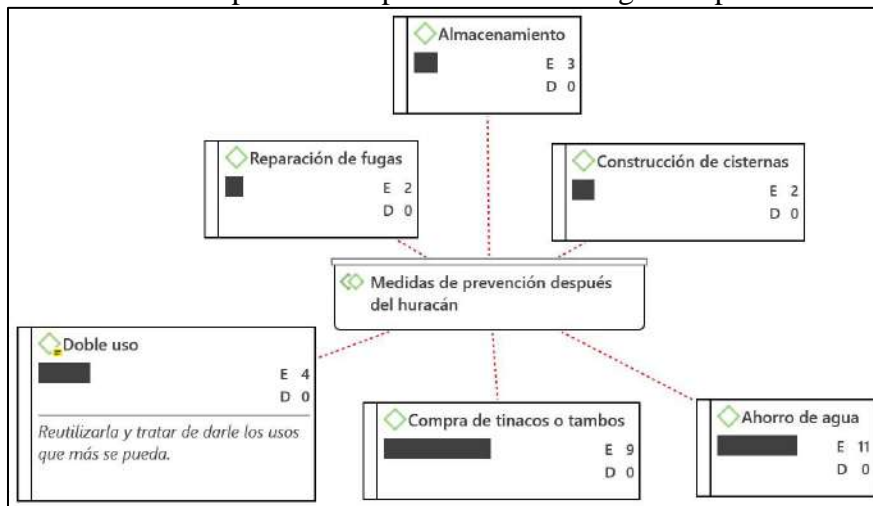 Almacenamiento
E 3
D 0
Reparación de fugas
E 2
D 0
Construcción de cisternas
E 2
D 0
Medidas de prevención después
del huracán
Doble uso
E 4
D 0
Reutilizarla y tratar de darle los usos
que más se pueda.
Compra de tinacos o tambos
E 9
D 0
Ahorro de agua
E 11
D 0